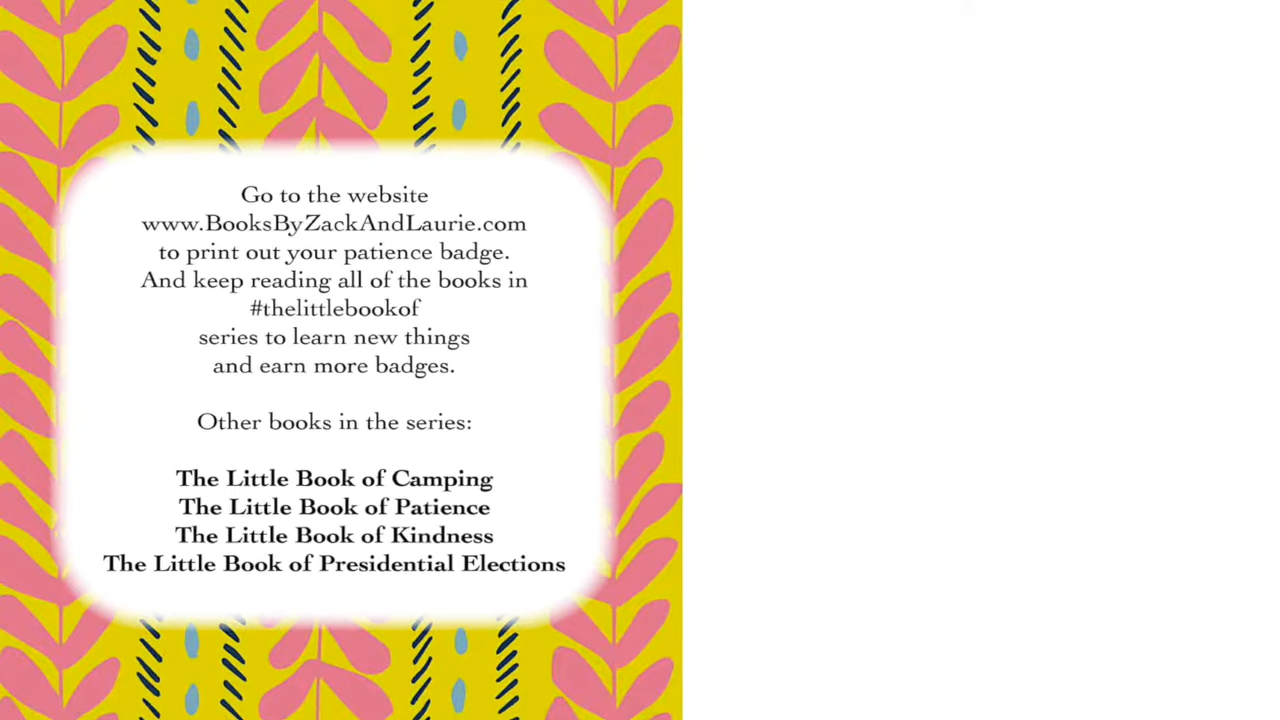 Go to the website
www.BooksByZackAndLaurie.com
to print out your patience badge.
And keep reading all of the books in
#thelittlebookof
series to learn new things
and earn more badges.
Other books in the series:
The Little Book of Camping
The Little Book of Patience
The Little Book of Kindness
The Little Book of Presidential Elections